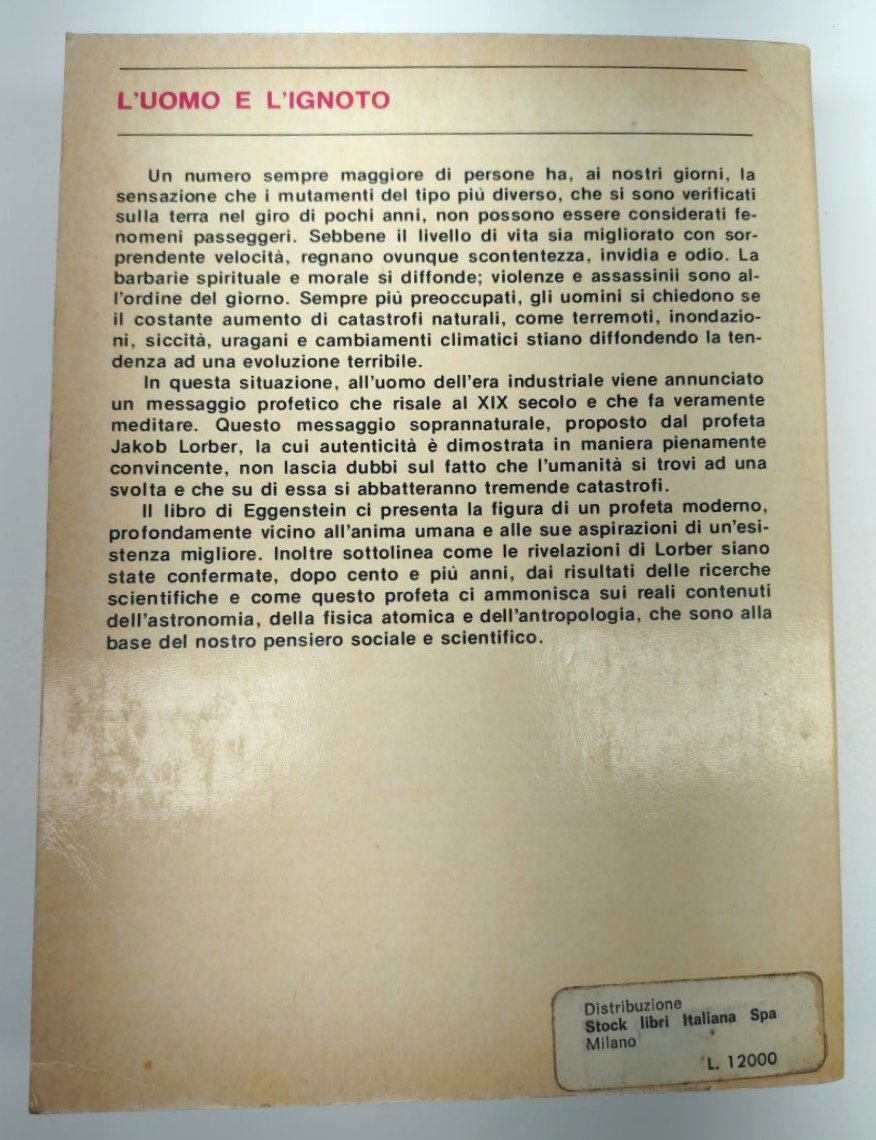 L'UOMO E L'IGNOTO
Un numero sempre maggiore di persone ha, ai nostri giorni, la
sensazione che i mutamenti del tipo più diverso, che si sono verificati
sulla terra nel giro di pochi anni, non possono essere considerati fe-
nomeni passeggeri. Sebbene il livello di vita sia migliorato con sor-
prendente velocità, regnano ovunque scontentezza, invidia e odio. La
barbarie spirituale e morale si diffonde; violenze e assassinii sono al-
l'ordine del giorno. Sempre più preoccupati, gli uomini si chiedono se
il costante aumento di catastrofi naturali, come terremoti, inondazio-
ni, siccità, uragani e cambiamenti climatici stiano diffondendo la ten-
denza ad una evoluzione terribile.
In questa situazione, all'uomo dell'era industriale viene annunciato
un messaggio profetico che risale al XIX secolo e che fa veramente
meditare. Questo messaggio soprannaturale, proposto dal profeta
Jakob Lorber, la cui autenticità è dimostrata in maniera pienamente
convincente, non lascia dubbi sul fatto che l'umanità si trovi ad una
svolta e che su di essa si abbatteranno tremende catastrofi.
Il libro di Eggenstein ci presenta la figura di un profeta moderno,
profondamente vicino all'anima umana e alle sue aspirazioni di un'esi-
stenza migliore. Inoltre sottolinea come le rivelazioni di Lorber siano
state confermate, dopo cento e più anni, dai risultati delle ricerche
scientifiche e come questo profeta ci ammonisca sui reali contenuti
dell'astronomia, della fisica atomica e dell'antropologia, che sono alla
base del nostro pensiero sociale e scientifico.
Distribuzione
Stock libri Italiana Spa
Milano
L. 12000